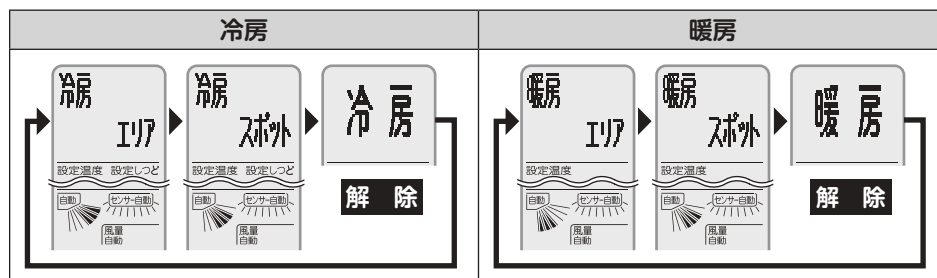 冷房
暖房
冷房
エリア
設定温度 設定しつど
自動
センサー自動
風量
自動
冷房
スポット
設定温度 設定しつど
自動
センサー自動
風量
自動
冷房
解 除
暖房
エリア
設定温度
自動
センサー自動
風量
自動
暖房
スポット
設定温度
自動
センサー自動
風量
自動
暖房
解 除